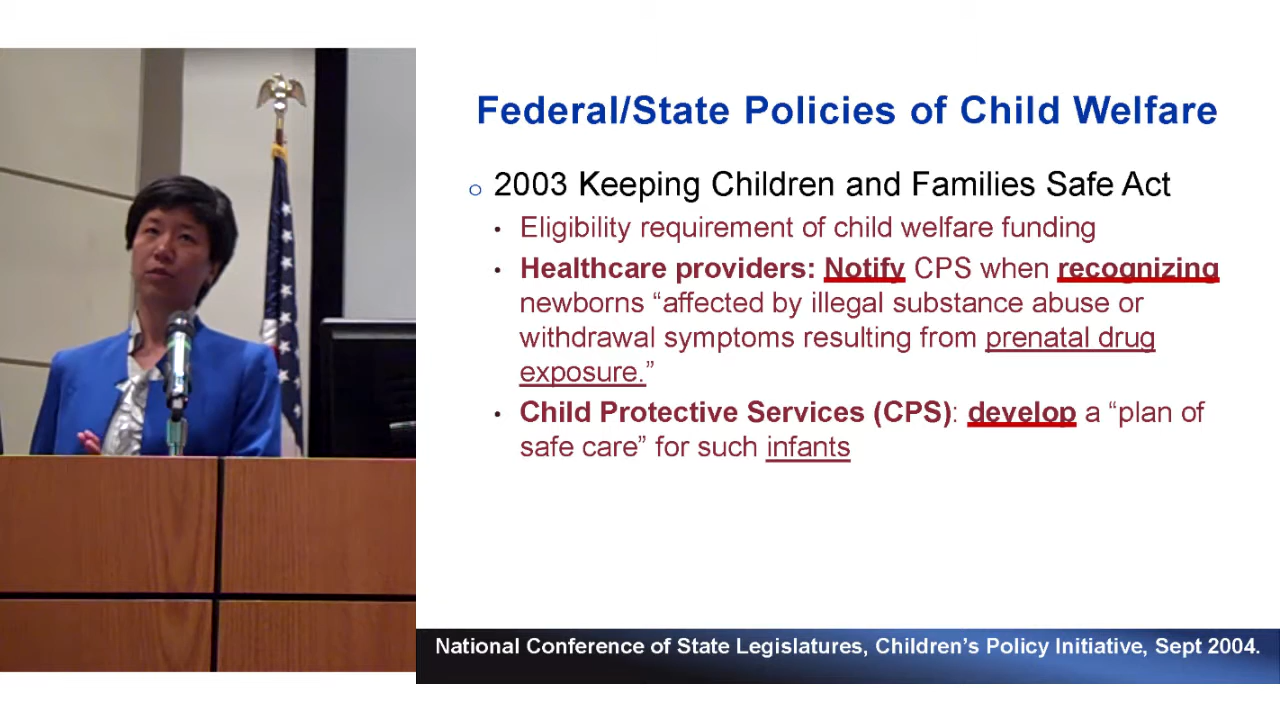 Federal/State Policies of Child Welfare
2003 Keeping Children and Families Safe Act
• Eligibility requirement of child welfare funding
• Healthcare providers: Notify CPS when recognizing
newborns “affected by illegal substance abuse or
withdrawal symptoms resulting from prenatal drug
exposure.”
• Child Protective Services (CPS): develop a “plan of
safe care” for such infants
National Conference of State Legislatures, Children’s Policy Initiative, Sept 2004.